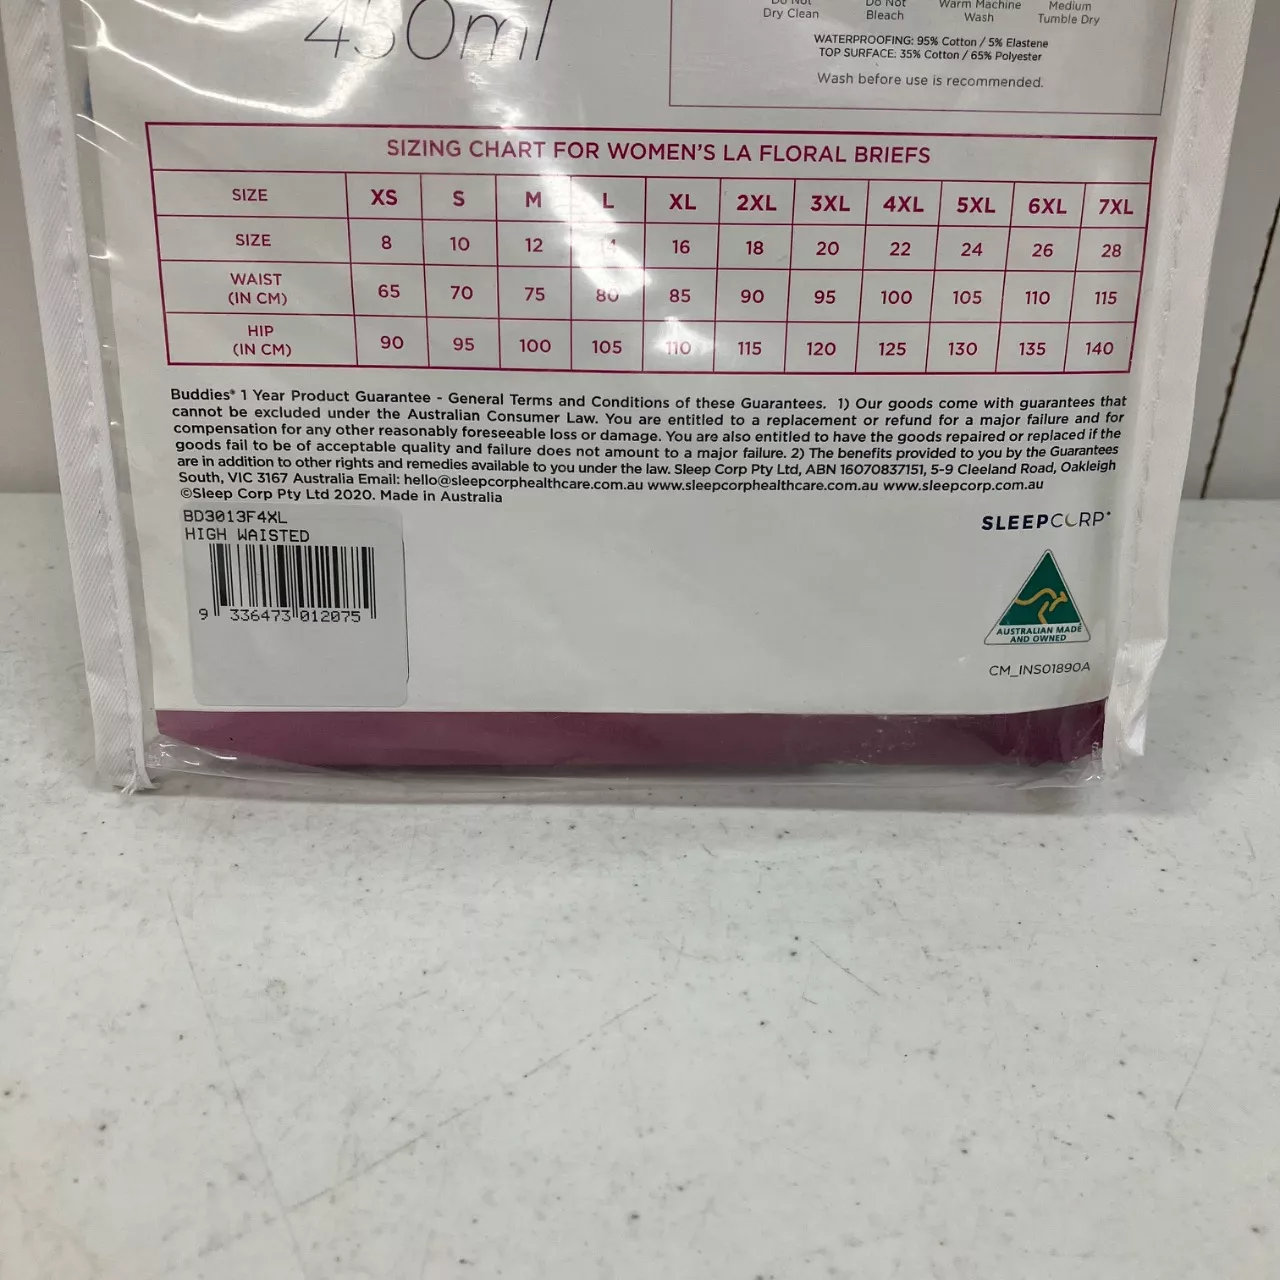 450ml
Do Not Dry Clean
Do Not Bleach
Warm Machine Wash
Medium Tumble Dry
WATERPROOFING: 95% Cotton / 5% Elastene
TOP SURFACE: 35% Cotton / 65% Polyester
Wash before use is recommended.
SIZING CHART FOR WOMEN'S LA FLORAL BRIEFS
SIZE XS S M L XL 2XL 3XL 4XL 5XL 6XL 7XL
SIZE 8 10 12 14 16 18 20 22 24 26 28
WAIST (IN CM) 65 70 75 80 85 90 95 100 105 110 115
HIP (IN CM) 90 95 100 105 110 115 120 125 130 135 140
Buddies® 1 Year Product Guarantee - General Terms and Conditions of these Guarantees. 1) Our goods come with guarantees that
cannot be excluded under the Australian Consumer Law. You are entitled to a replacement or refund for a major failure and for
compensation for any other reasonably foreseeable loss or damage. You are also entitled to have the goods repaired or replaced if the
goods fail to be of acceptable quality and failure does not amount to a major failure. 2) The benefits provided to you by the Guarantees
are in addition to other rights and remedies available to you under the law. Sleep Corp Pty Ltd, ABN 16070837151, 5-9 Cleeland Road, Oakleigh
South, VIC 3167 Australia Email: hello@sleepcorphealthcare.com.au www.sleepcorphealthcare.com.au www.sleepcorp.com.au
©Sleep Corp Pty Ltd 2020. Made in Australia
BD3013F4XL
HIGH WAISTED
9 336473 012075
SLEEPCORP
AUSTRALIAN MADE
AND OWNED
CM_INS01890A